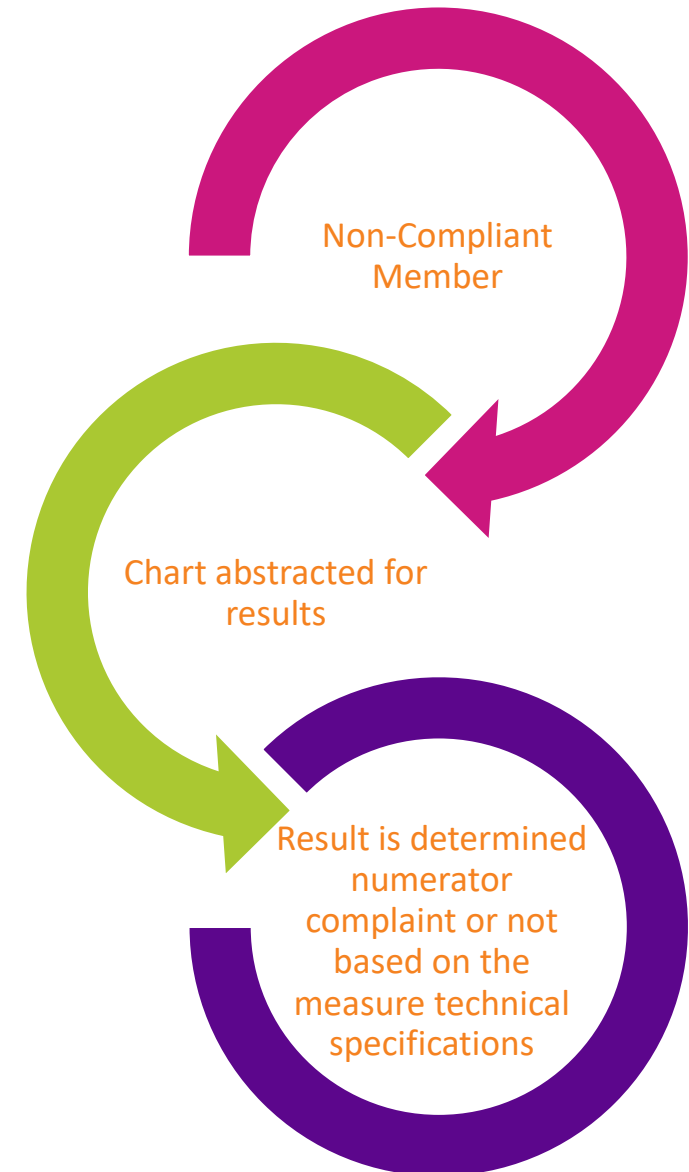 Non-Compliant
Member
Chart abstracted for
results
Result is determined
numerator
complaint or not
based on the
measure technical
specifications